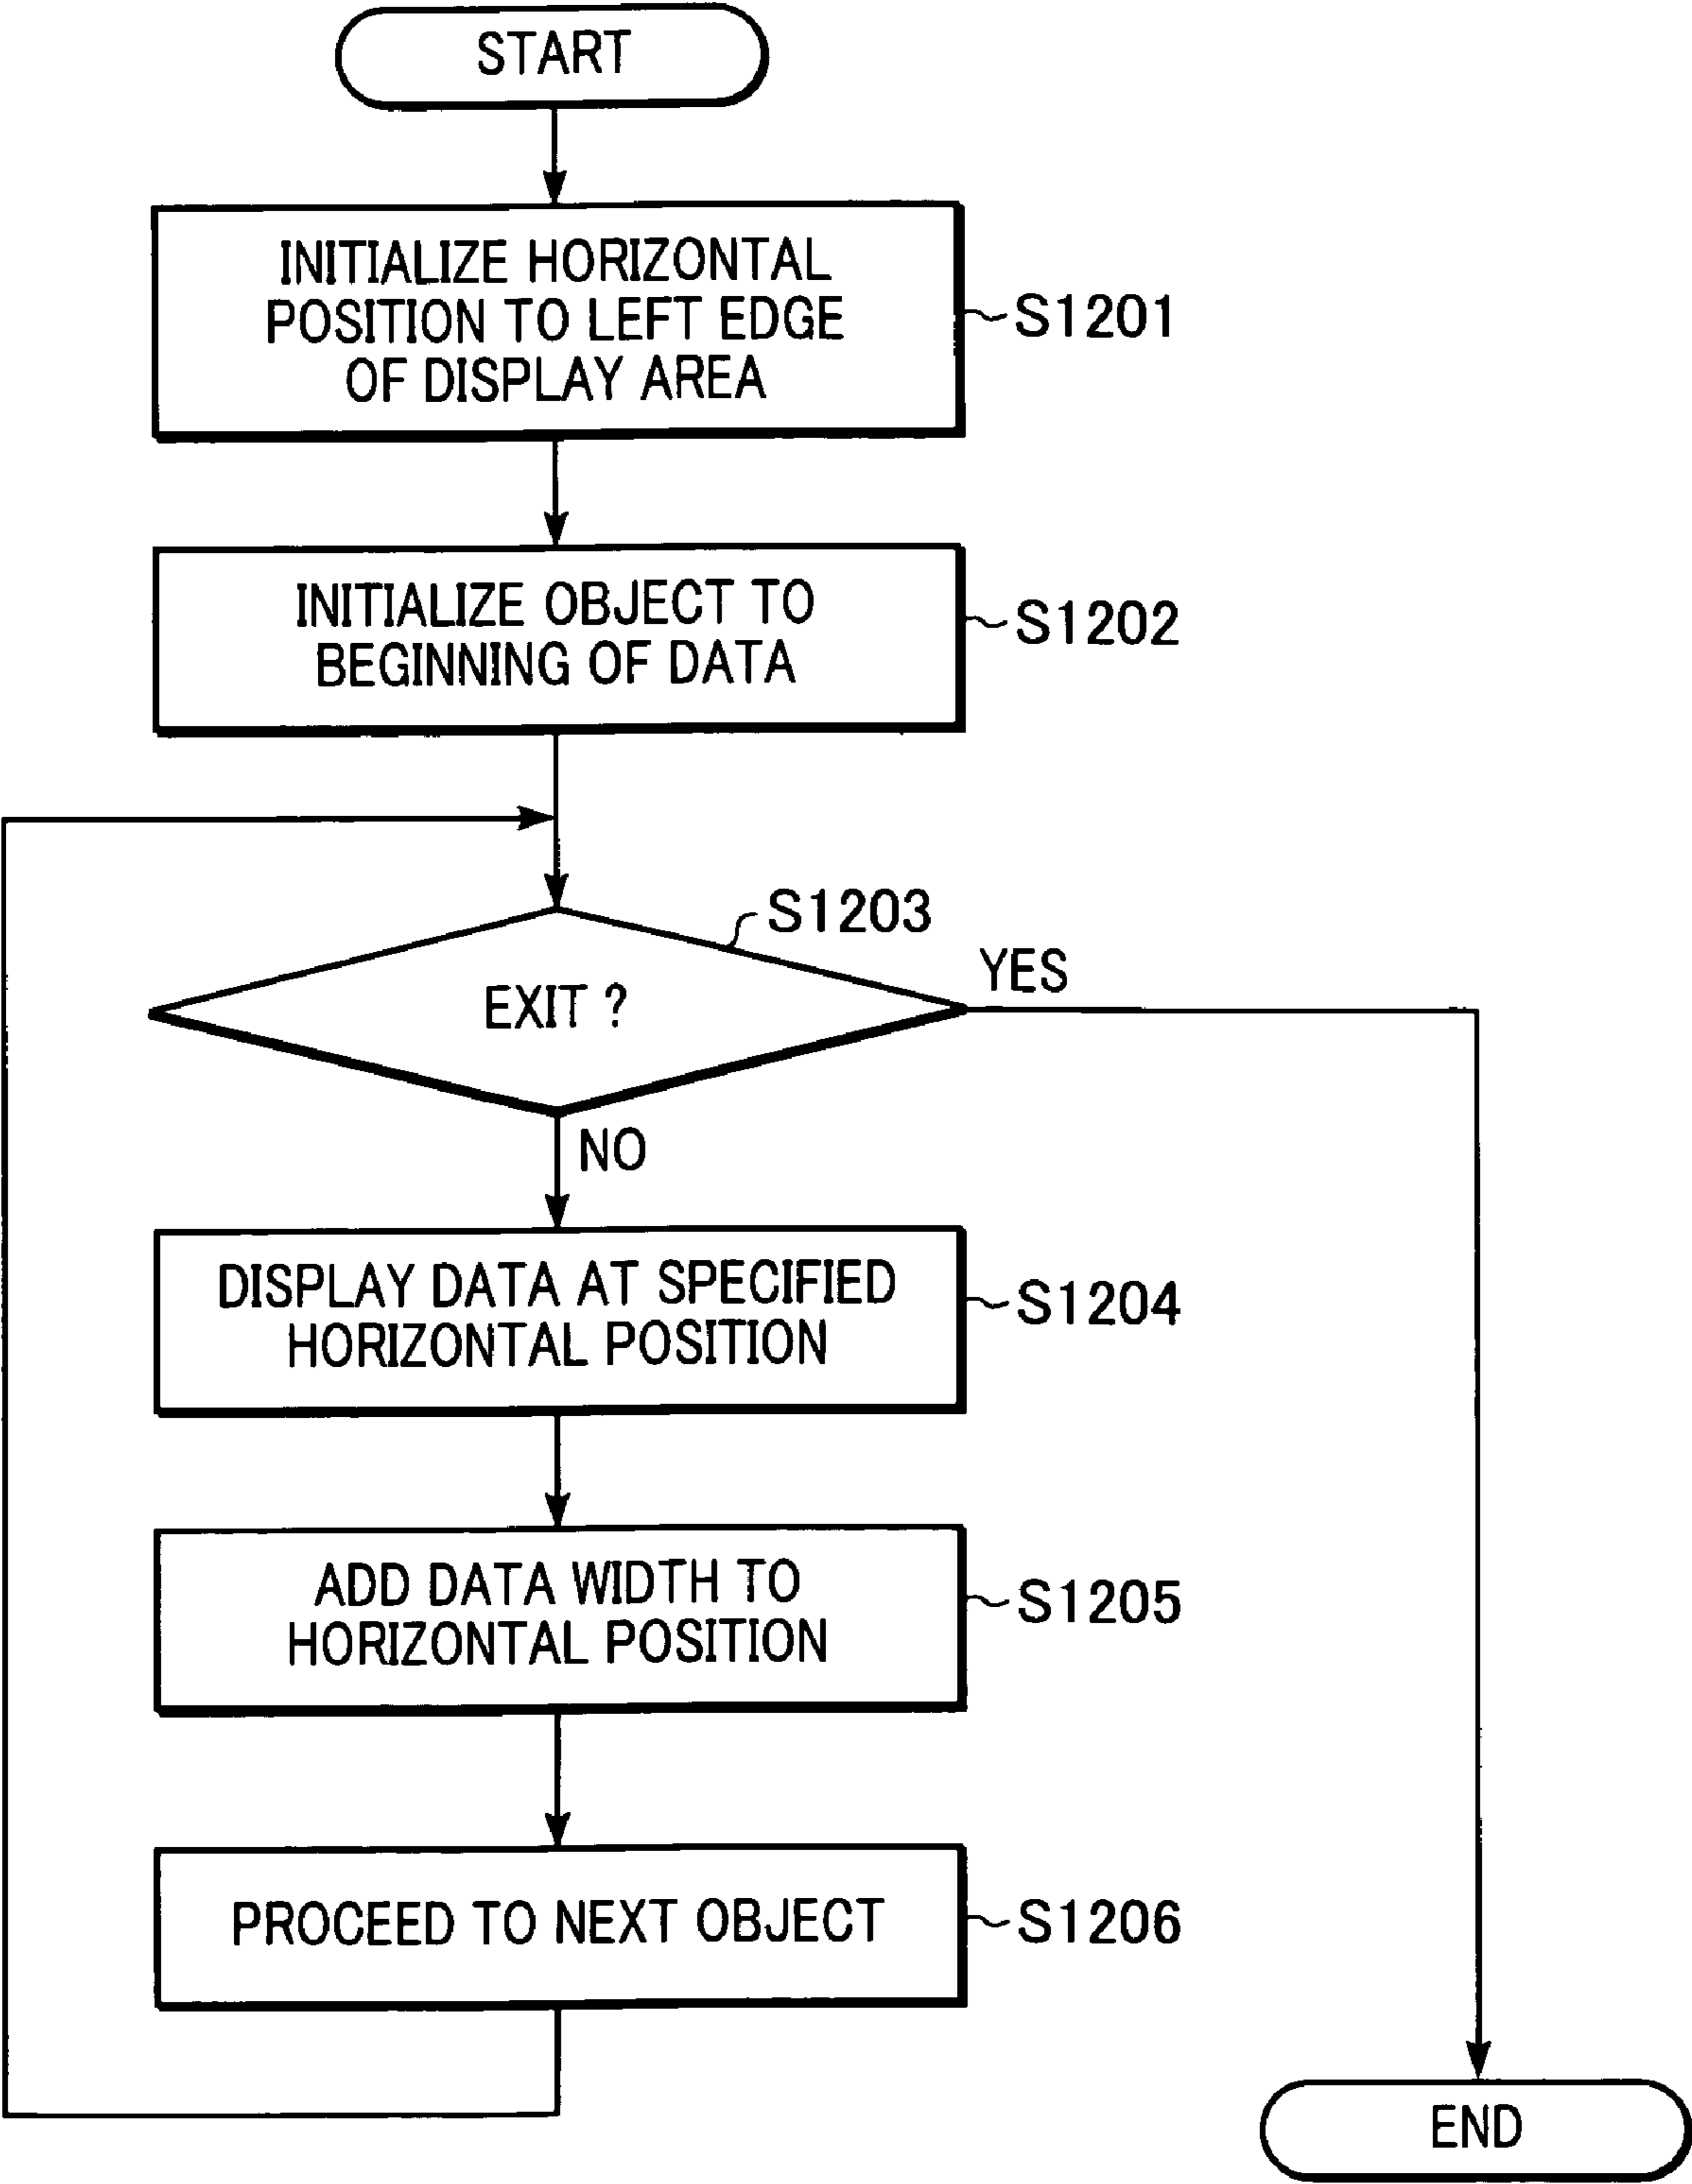 START
INITIALIZE HORIZONTAL
POSITION TO LEFT EDGE
OF DISPLAY AREA
S1201
INITIALIZE OBJECT TO
BEGINNING OF DATA
S1202
S1203
EXIT ?
YES
NO
DISPLAY DATA AT SPECIFIED
HORIZONTAL POSITION
S1204
ADD DATA WIDTH TO
HORIZONTAL POSITION
S1205
PROCEED TO NEXT OBJECT
S1206
END